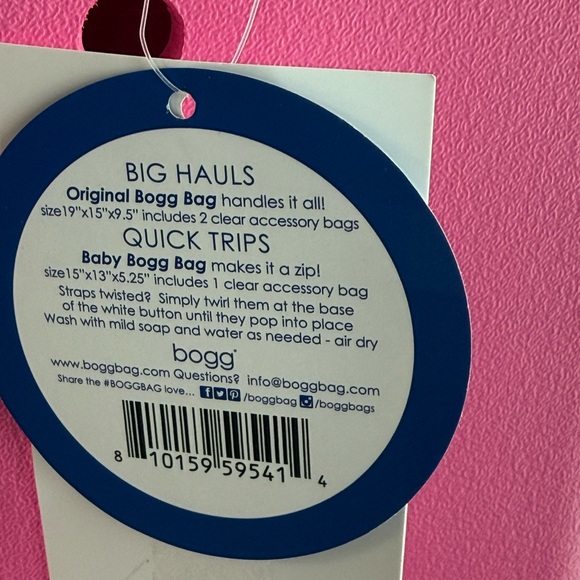 BIG HAULS
Original Bogg Bag handles it all!
size19"x15"x9.5" includes 2 clear accessory bags
QUICK TRIPS
Baby Bogg Bag makes it a zip!
size15"x13"x5.25" includes 1 clear accessory bag
Straps twisted? Simply twirl them at the base
of the white button until they pop into place
Wash with mild soap and water as needed - air dry
bogg
www.boggbag.com Questions? info@boggbag.com
Share the #BOGGBAG love... /boggbag /boggbags
8 10159 59541 4